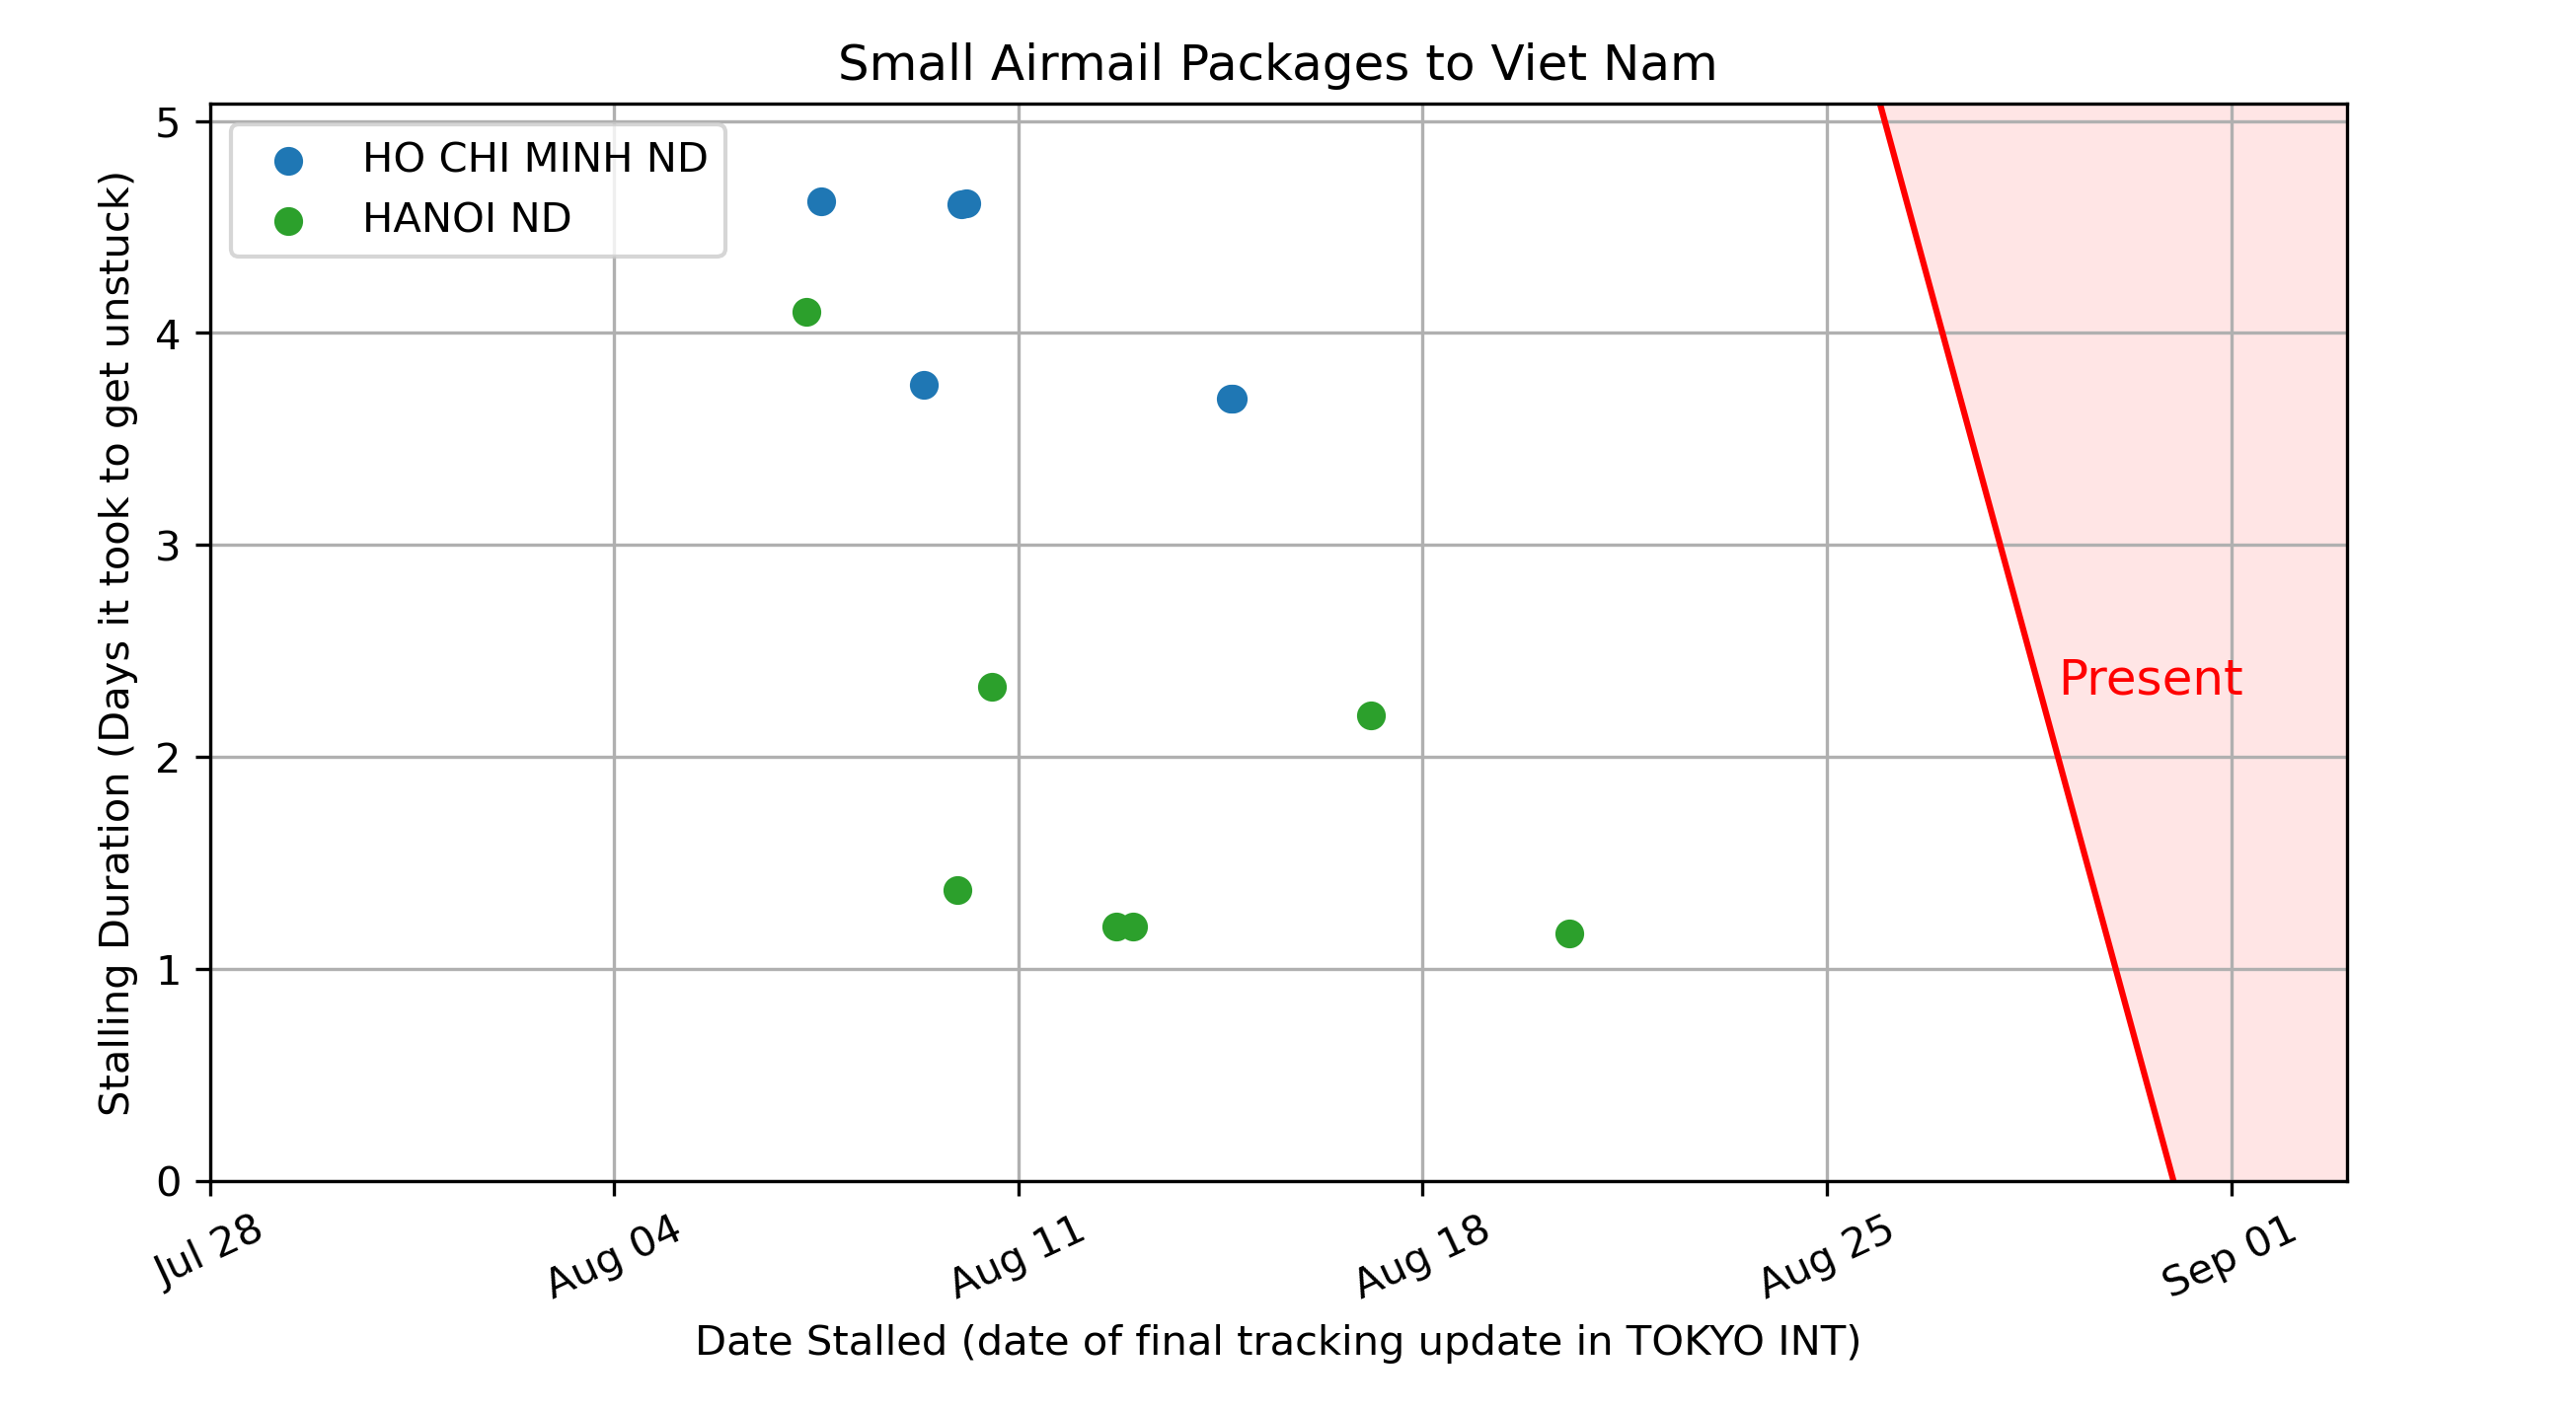 Small Airmail Packages to Viet Nam
HO CHI MINH ND
HANOI ND
Stalling Duration (Days it took to get unstuck)
5
4
3
2
1
0
Present
Jul 28
Aug 04
Aug 11
Aug 18
Aug 25
Sep 01
Date Stalled (date of final tracking update in TOKYO INT)